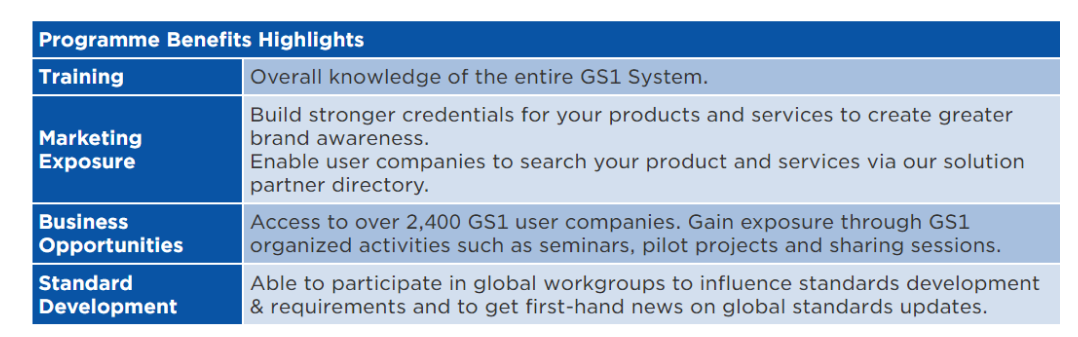 Programme Benefits Highlights
Training
Overall knowledge of the entire GS1 System.
Marketing
Exposure
Build stronger credentials for your products and services to create greater
brand awareness.
Enable user companies to search your product and services via our solution
partner directory.
Business
Opportunities
Access to over 2,400 GS1 user companies. Gain exposure through GS1
organized activities such as seminars, pilot projects and sharing sessions.
Standard
Development
Able to participate in global workgroups to influence standards development
& requirements and to get first-hand news on global standards updates.